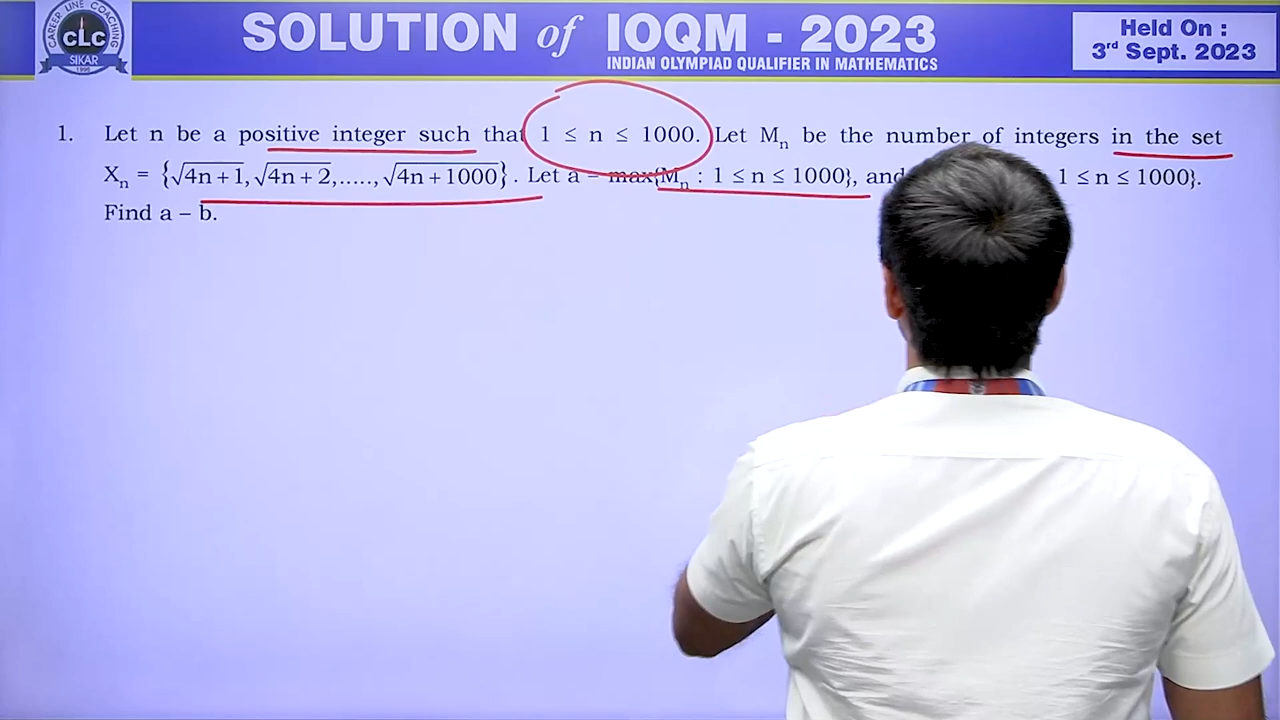 CAREER LINE COACHING
CLC
SIKAR
1996
SOLUTION of IOQM - 2023
INDIAN OLYMPIAD QUALIFIER IN MATHEMATICS
Held On :
3rd Sept. 2023
1. Let n be a positive integer such that 1 ≤ n ≤ 1000. Let Mn be the number of integers in the set
Xn = {√4n+1, √4n+2, ....., √4n+1000}. Let a = max{Mn : 1 ≤ n ≤ 1000}, and 1 ≤ n ≤ 1000}.
Find a – b.